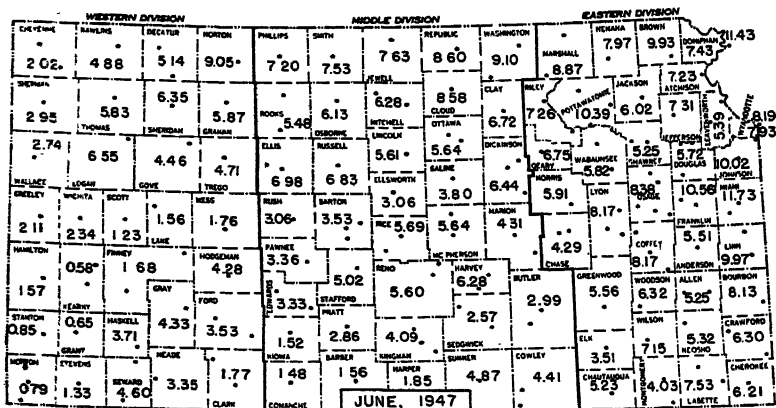 WESTERN DIVISION MIDDLE DIVISION EASTERN DIVISION
CHEYENNE RAWLINS DECATUR NORTON PHILLIPS SMITH REPUBLIC WASHINGTON NEMAHA BROWN DONIPHAN 11.43
2.02 4.88 5.14 9.05 7.20 7.53 7.63 8.60 9.10 MARSHALL 8.87 7.97 9.93 7.43
JEWELL
SHERMAN 6.35 ROOKS 6.28 8.58 CLAY RILEY POTTAWATOMIE JACKSON 7.23 ATCHISON
2.95 5.83 5.87 5.48 6.13 MITCHELL CLOUD 6.72 7.26 10.39 6.02 7.31 LEAVENWORTH 5.39 WYANDOTTE 8.19
THOMAS SHERIDAN GRAHAM OSBORNE LINCOLN OTTAWA JEFFERSON 7.93
2.74 6.55 4.46 4.71 ELLIS RUSSELL 5.61 5.64 DICKINSON 6.75 WABAUNSEE 5.25 5.72 10.02
WALLACE LOGAN GOVE TREGO 6.98 6.83 ELLSWORTH SALINE GEARY 5.82 SHAWNEE DOUGLAS JOHNSON
3.06 3.80 6.44 MORRIS LYON 8.38 10.56 MIAMI
GREELEY WICHITA SCOTT 1.56 NESS RUSH BARTON RICE 5.69 5.64 MARION 5.91 8.17 OSAGE FRANKLIN 11.73
2.11 2.34 1.23 LANE 1.76 3.06 3.53 McPHERSON 4.31 4.29 COFFEY 5.51 LINN
HAMILTON 0.58 FINNEY 1.68 HODGEMAN PAWNEE 3.36 RENO HARVEY CHASE 8.17 ANDERSON 9.97
1.57 KEARNY GRAY 4.28 EDWARDS 5.02 5.60 6.28 BUTLER GREENWOOD WOODSON ALLEN BOURBON
FORD 3.33 STAFFORD 2.99 5.56 6.32 5.25 8.13
STANTON 0.65 HASKELL 4.33 3.53 PRATT 2.57 WILSON CRAWFORD
0.85 GRANT 3.71 MEADE 1.52 2.86 4.09 SEDGWICK ELK 7.15 5.32 6.30
KIOWA KINGMAN 3.51 NEOSHO
MORTON STEVENS SEWARD 3.35 1.77 1.48 BARBER HARPER SUMNER COWLEY CHAUTAUQUA MONTGOMERY CHEROKEE
0.79 1.33 4.60 CLARK COMANCHE 1.56 1.85 4.87 4.41 5.23 4.03 7.53 6.21
LABETTE
JUNE, 1947